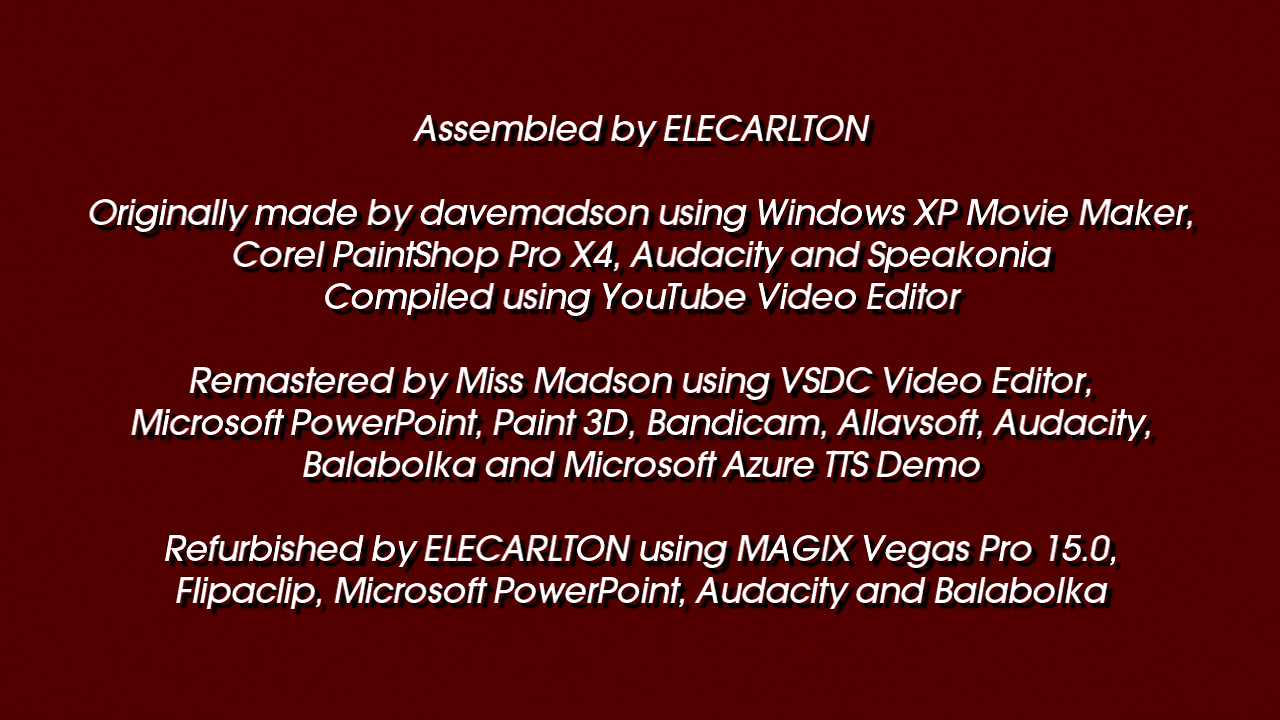 Assembled by ELECARLTON
Originally made by davemadson using Windows XP Movie Maker,
Corel PaintShop Pro X4, Audacity and Speakonia
Compiled using YouTube Video Editor
Remastered by Miss Madson using VSDC Video Editor,
Microsoft PowerPoint, Paint 3D, Bandicam, Allavsoft, Audacity,
Balabolka and Microsoft Azure TTS Demo
Refurbished by ELECARLTON using MAGIX Vegas Pro 15.0,
Flipaclip, Microsoft PowerPoint, Audacity and Balabolka